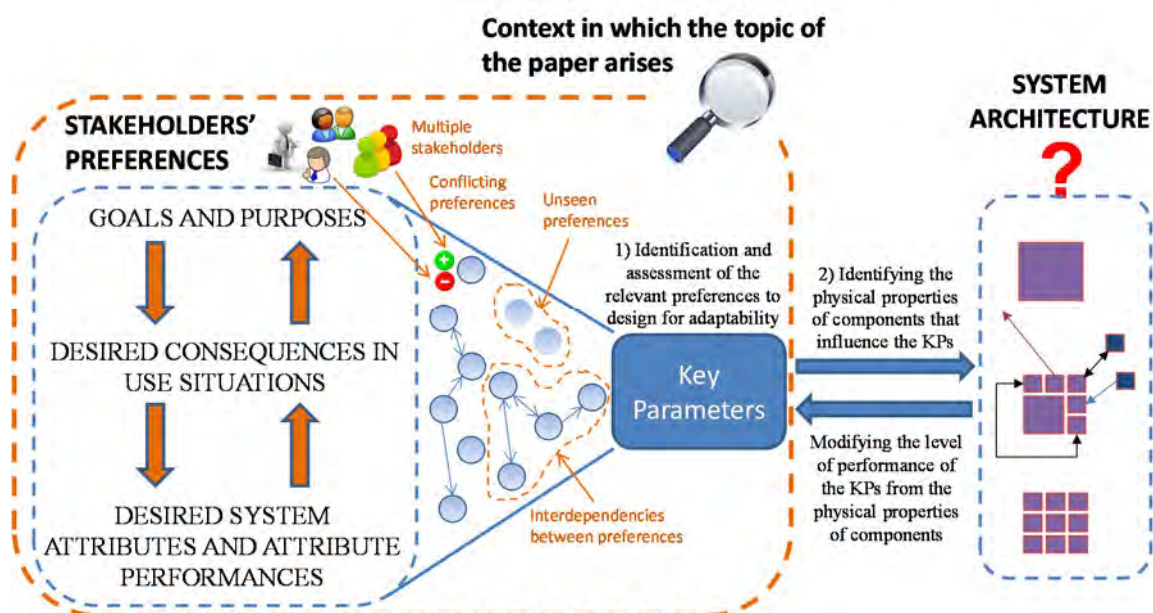 Context in which the topic of
the paper arises
STAKEHOLDERS'
PREFERENCES
Multiple
stakeholders
Conflicting
preferences
Unseen
preferences
GOALS AND PURPOSES
DESIRED CONSEQUENCES IN
USE SITUATIONS
DESIRED SYSTEM
ATTRIBUTES AND ATTRIBUTE
PERFORMANCES
Interdependencies
between preferences
1) Identification and
assessment of the
relevant preferences to
design for adaptability
Key
Parameters
2) Identifying the
physical properties
of components that
influence the KPs
Modifying the level
of performance of
the KPs from the
physical properties
of components
SYSTEM
ARCHITECTURE
?